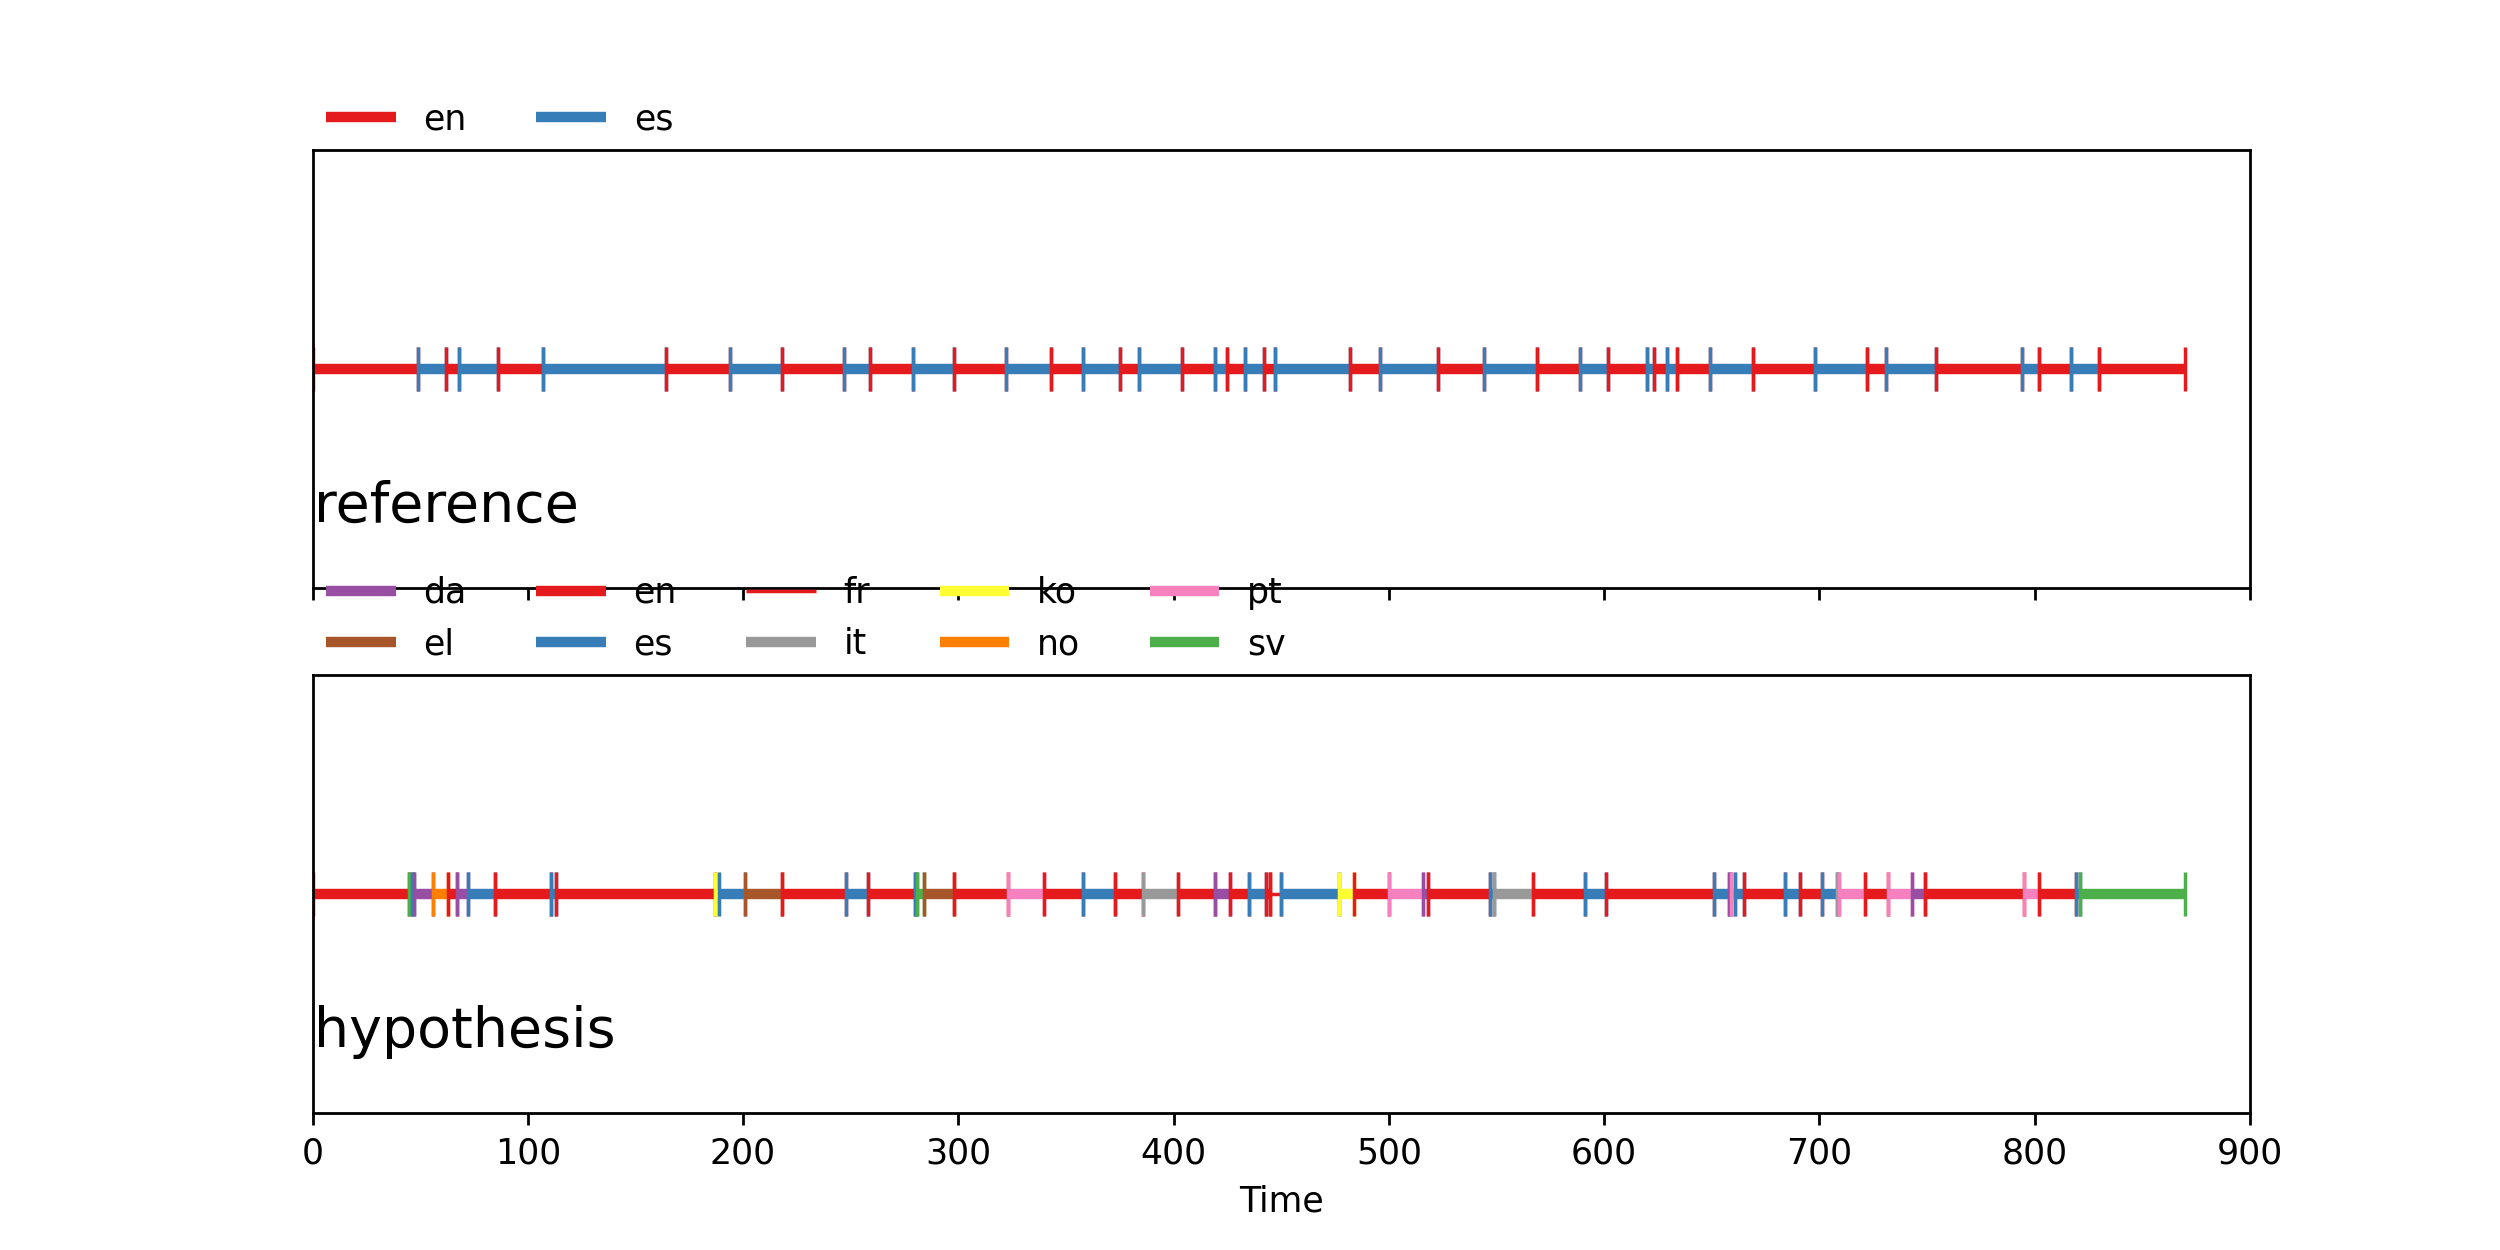 en es
reference
da en fr ko pt
el es it no sv
hypothesis
0 100 200 300 400 500 600 700 800 900
Time